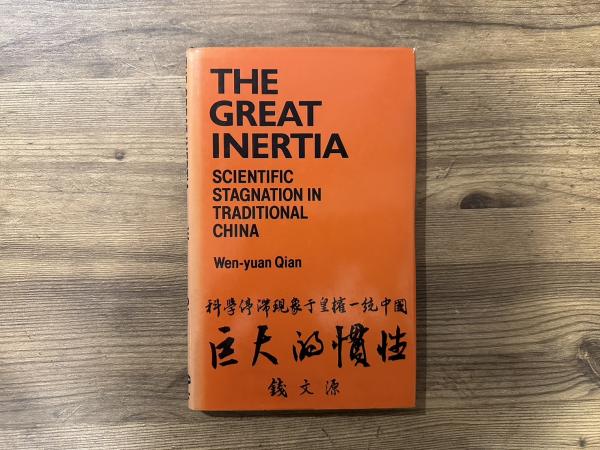 THE
GREAT
INERTIA
SCIENTIFIC
STAGNATION IN
TRADITIONAL
CHINA
Wen-yuan Qian
科學停滯現象于皇權一統中國
巨大的慣性
錢文源